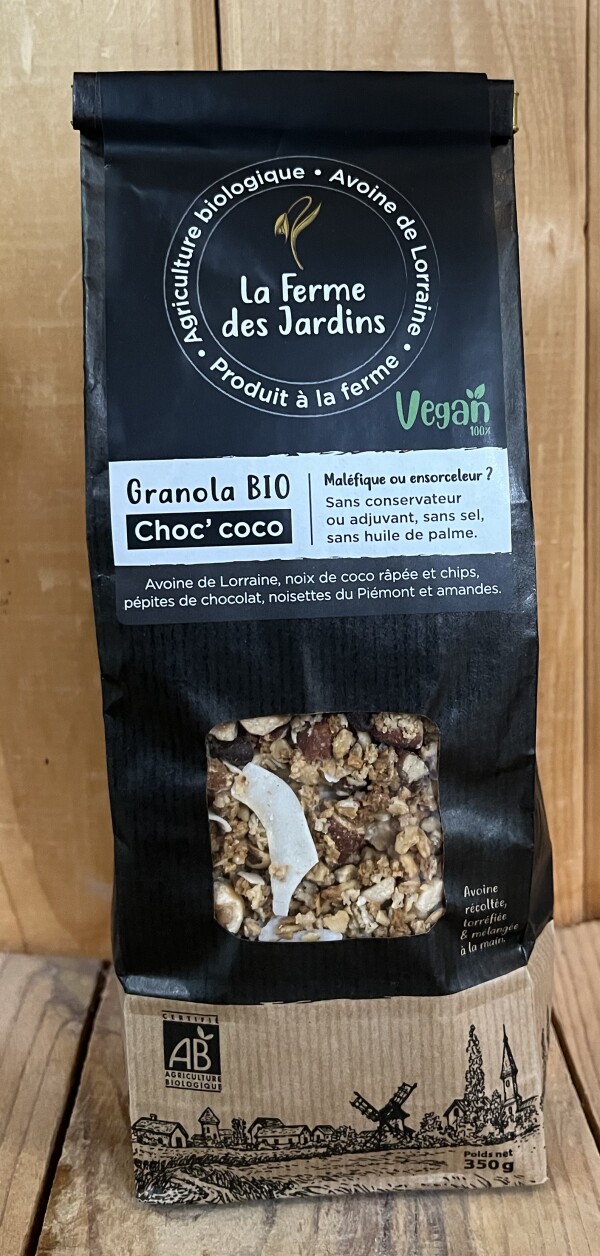 Agriculture biologique • Avoine de Lorraine • Produit à la ferme •
La Ferme
des Jardins
Vegan
100%
Granola BIO
Choc' coco
Maléfique ou ensorceleur ?
Sans conservateur
ou adjuvant, sans sel,
sans huile de palme.
Avoine de Lorraine, noix de coco râpée et chips,
pépites de chocolat, noisettes du Piémont et amandes.
Avoine
récoltée,
torréfiée
& mélangée
à la main.
CERTIFIÉ
AB
AGRICULTURE
BIOLOGIQUE
Poids net
350g